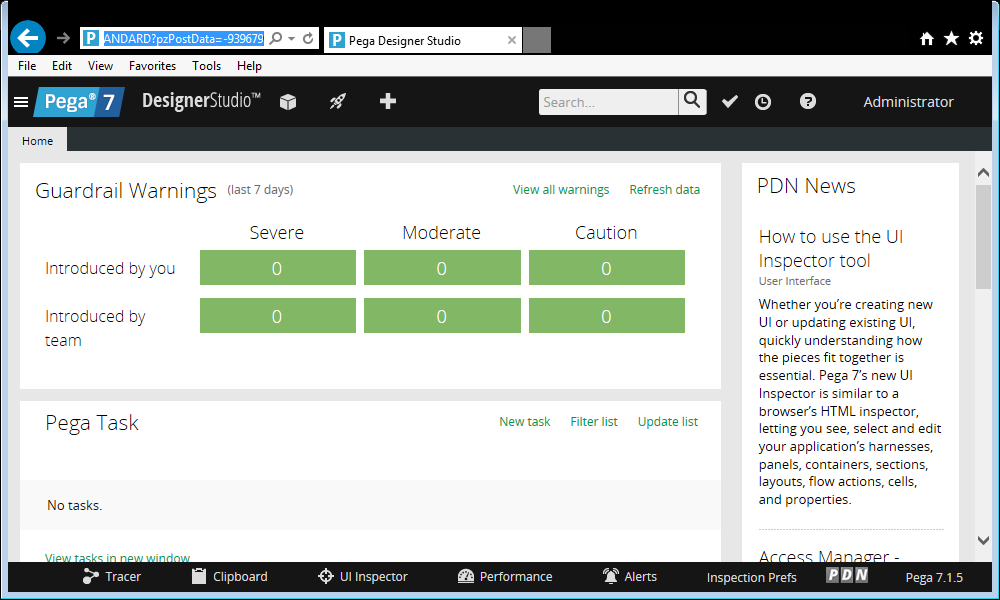 ANDARD?pzPostData=-939679
Pega Designer Studio
File Edit View Favorites Tools Help
Pega® 7 DesignerStudio™ Search... Administrator
Home
Guardrail Warnings (last 7 days) View all warnings Refresh data
Severe Moderate Caution
Introduced by you 0 0 0
Introduced by team 0 0 0
Pega Task New task Filter list Update list
No tasks.
View tasks in new window
PDN News
How to use the UI
Inspector tool
User Interface
Whether you’re creating new
UI or updating existing UI,
quickly understanding how
the pieces fit together is
essential. Pega 7’s new UI
Inspector is similar to a
browser’s HTML inspector,
letting you see, select and edit
your application’s harnesses,
panels, containers, sections,
layouts, flow actions, cells,
and properties.
Access Manager -
Tracer Clipboard UI Inspector Performance Alerts Inspection Prefs PDN Pega 7.1.5